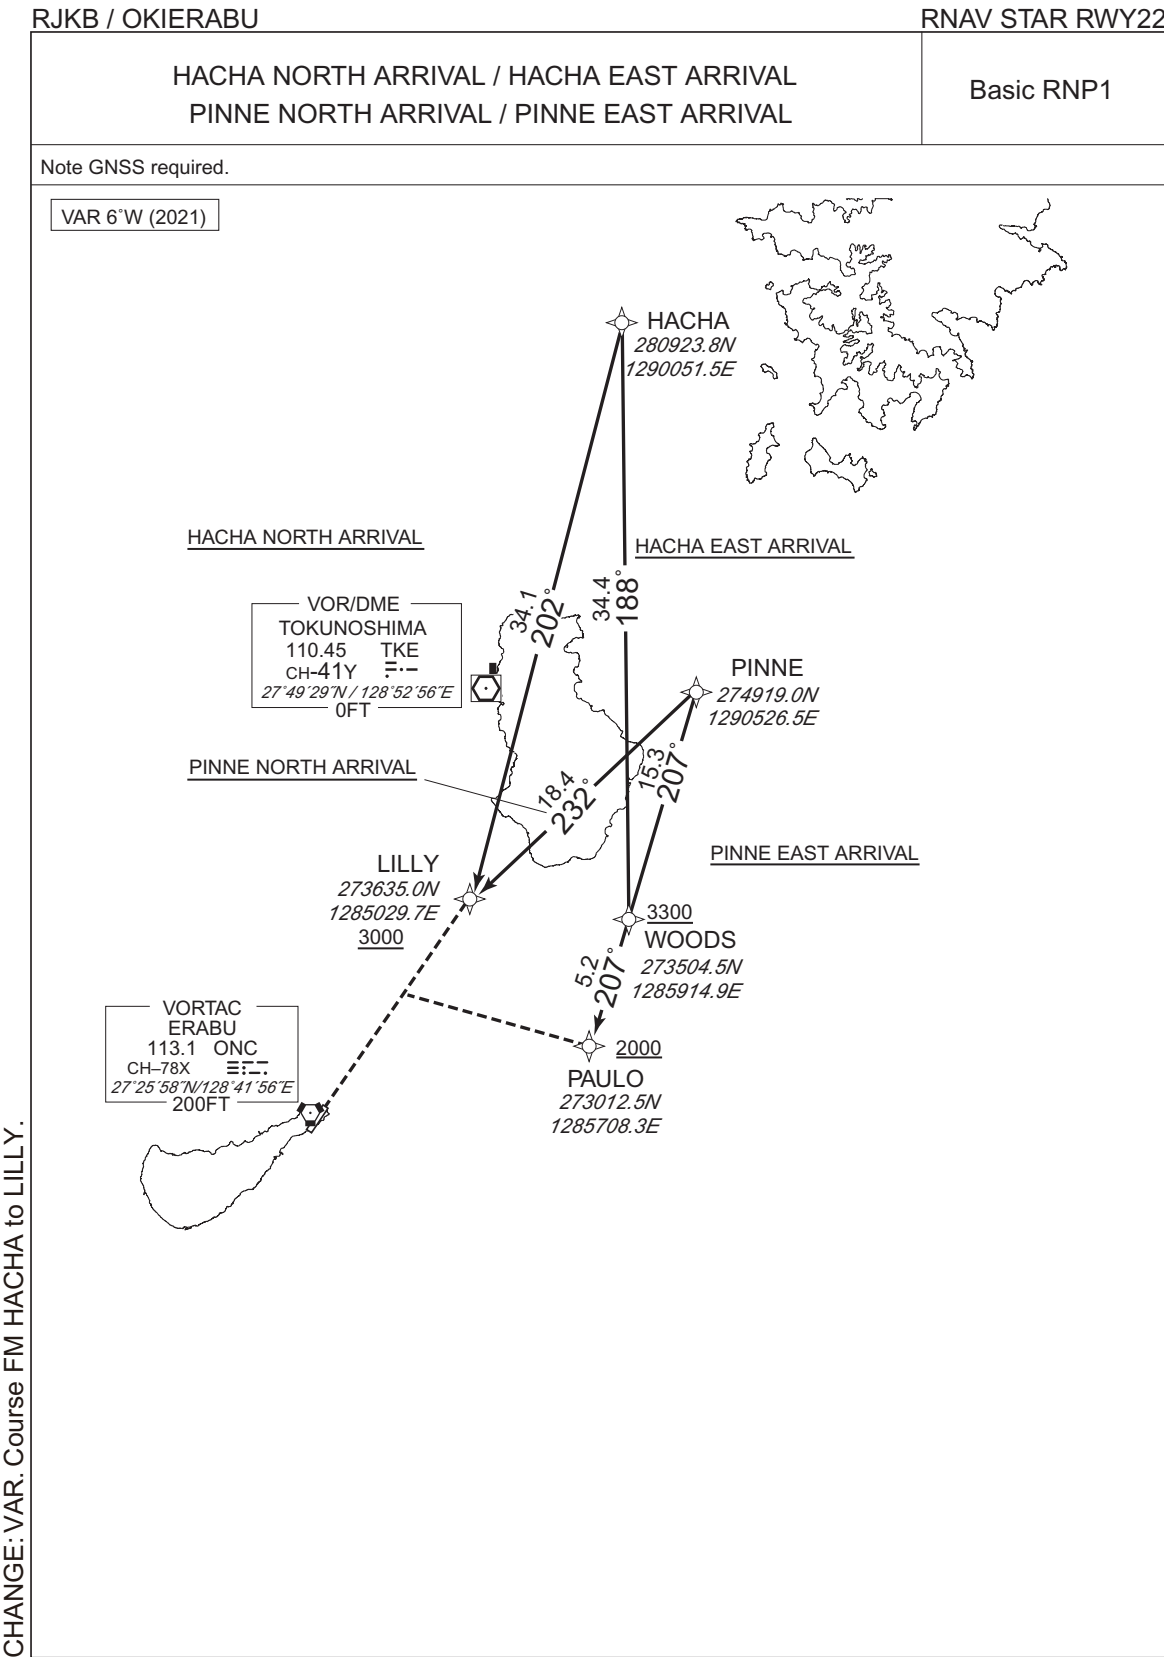 RJKB / OKIERABU
RNAV STAR RWY22
HACHA NORTH ARRIVAL / HACHA EAST ARRIVAL
PINNE NORTH ARRIVAL / PINNE EAST ARRIVAL
Basic RNP1
Note GNSS required.
VAR 6˚W (2021)
HACHA
280923.8N
1290051.5E
HACHA NORTH ARRIVAL
HACHA EAST ARRIVAL
34.1
202˚
34.4
188˚
VOR/DME
TOKUNOSHIMA
110.45 TKE
CH-41Y
27˚49´29˝N / 128˚52´56˝E
0FT
PINNE
274919.0N
1290526.5E
PINNE NORTH ARRIVAL
18.4
232˚
15.3
207˚
PINNE EAST ARRIVAL
LILLY
273635.0N
1285029.7E
3000
3300
WOODS
273504.5N
1285914.9E
5.2
207˚
VORTAC
ERABU
113.1 ONC
CH–78X
27˚25´58˝N/128˚41´56˝E
200FT
2000
PAULO
273012.5N
1285708.3E
CHANGE: VAR. Course FM HACHA to LILLY.